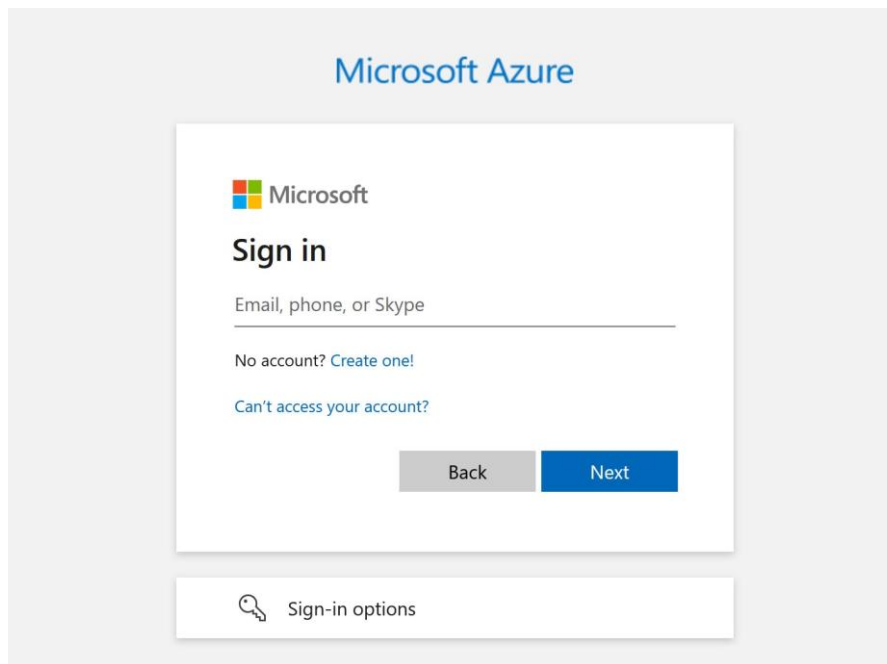 Microsoft Azure
Microsoft
Sign in
Email, phone, or Skype
No account? Create one!
Can't access your account?
Back Next
Sign-in options